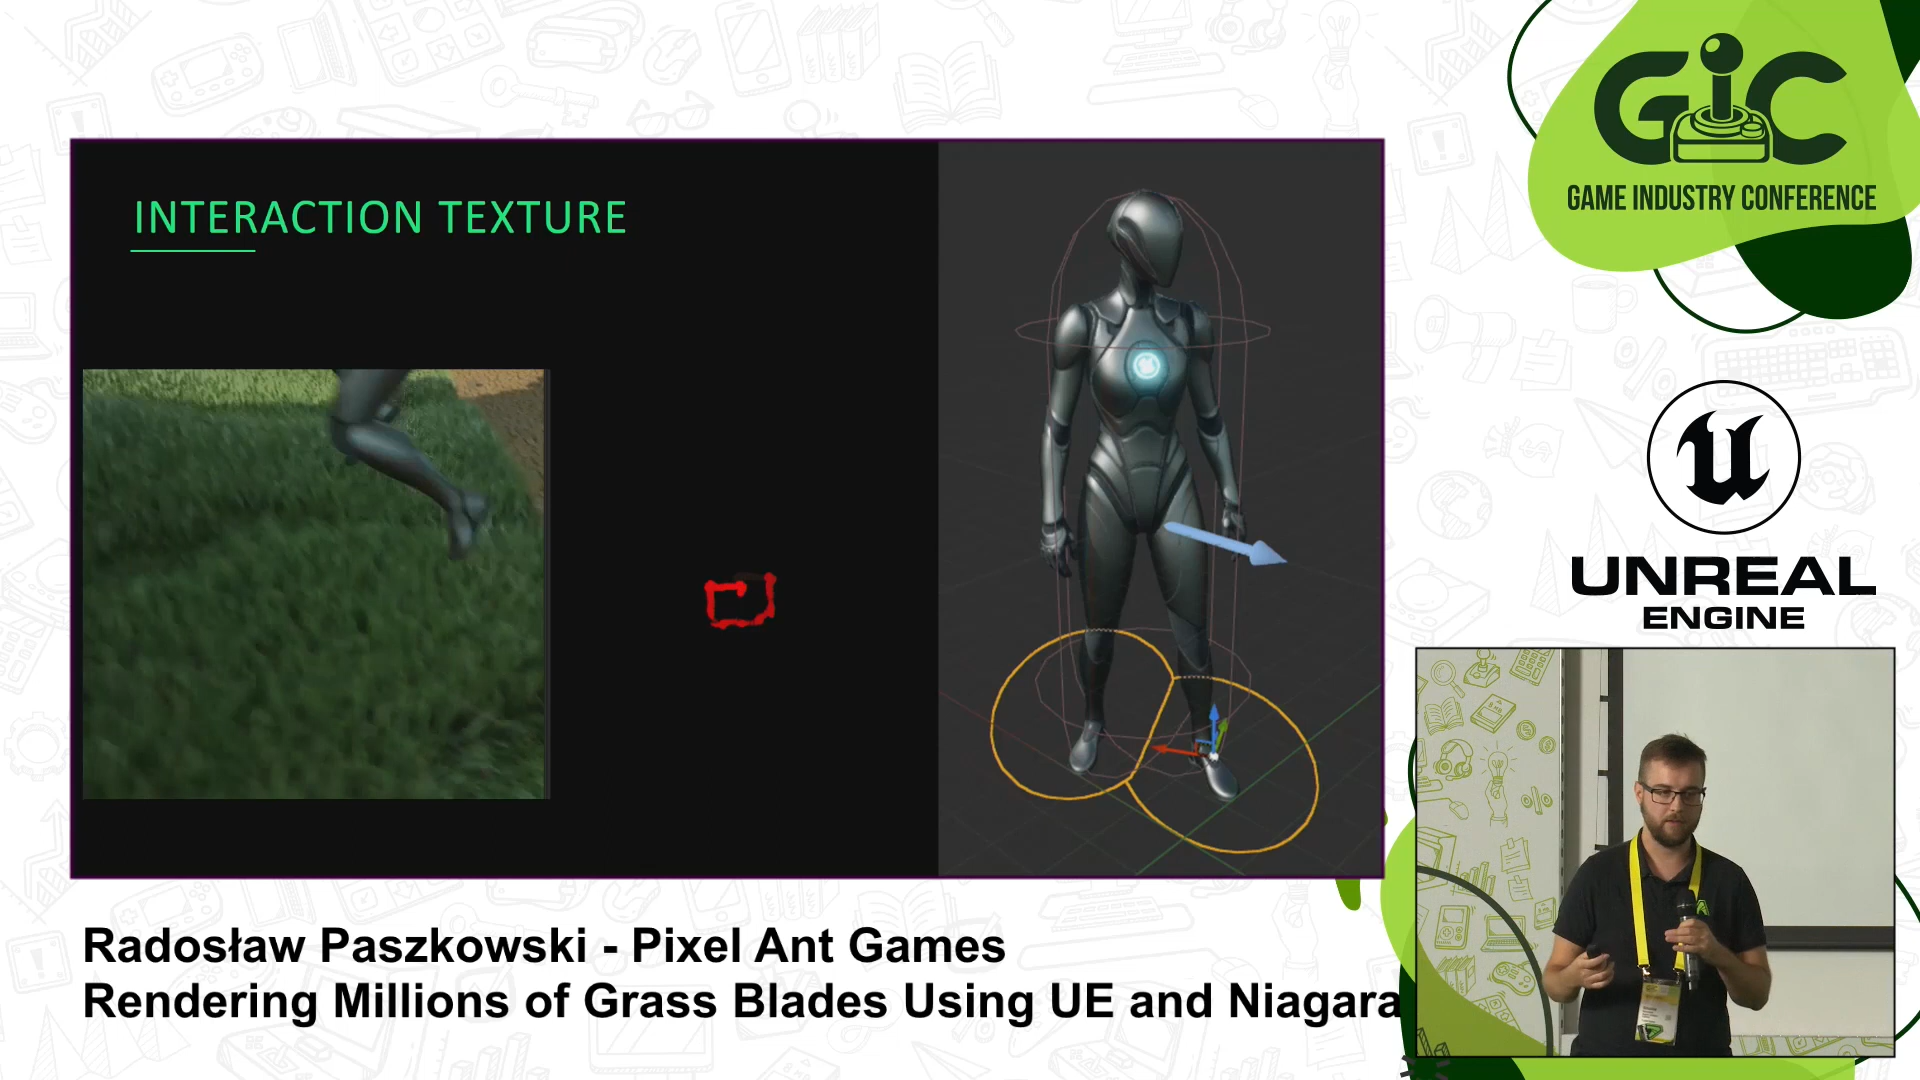 INTERACTION TEXTURE
GIC
GAME INDUSTRY CONFERENCE
UNREAL
ENGINE
Radosław Paszkowski - Pixel Ant Games
Rendering Millions of Grass Blades Using UE and Niagara